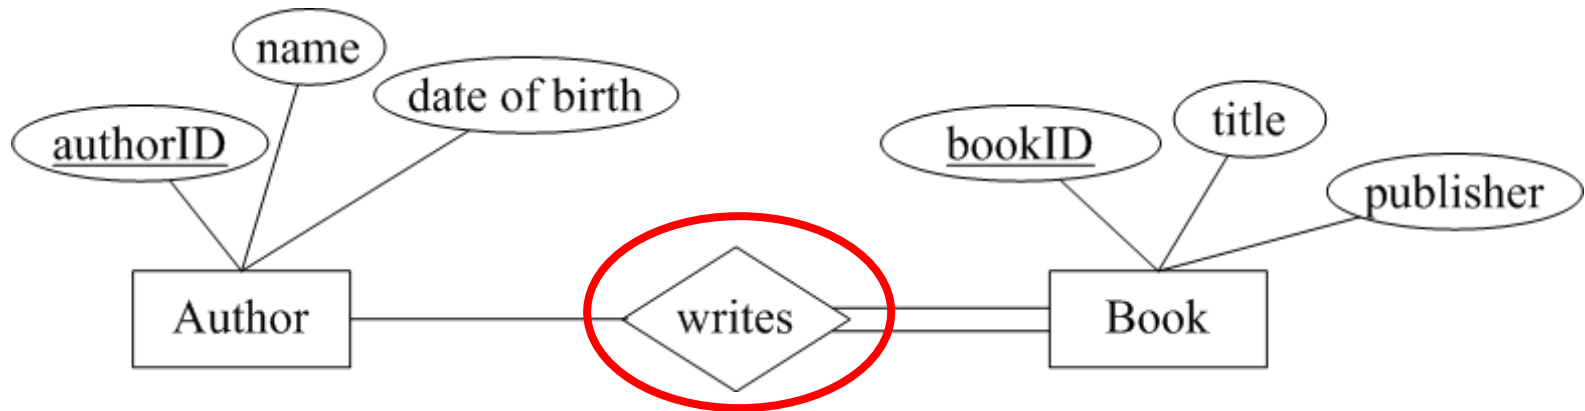 name
date of birth
authorID
title
bookID
publisher
Author
writes
Book